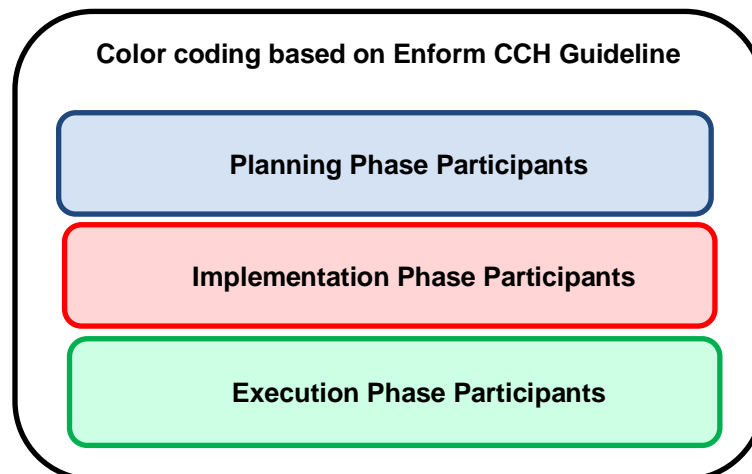 Color coding based on Enform CCH Guideline
Planning Phase Participants
Implementation Phase Participants
Execution Phase Participants